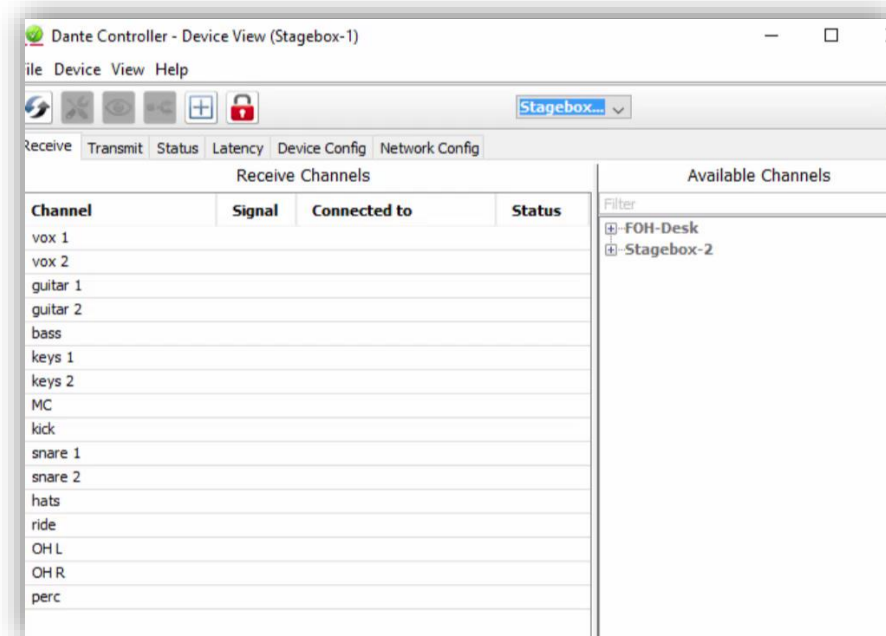 Dante Controller - Device View (Stagebox-1)
ile Device View Help
Stagebox...
Receive Transmit Status Latency Device Config Network Config
Receive Channels
Available Channels
Channel Signal Connected to Status
Filter
vox 1
vox 2
guitar 1
guitar 2
bass
keys 1
keys 2
MC
kick
snare 1
snare 2
hats
ride
OH L
OH R
perc
FOH-Desk
Stagebox-2